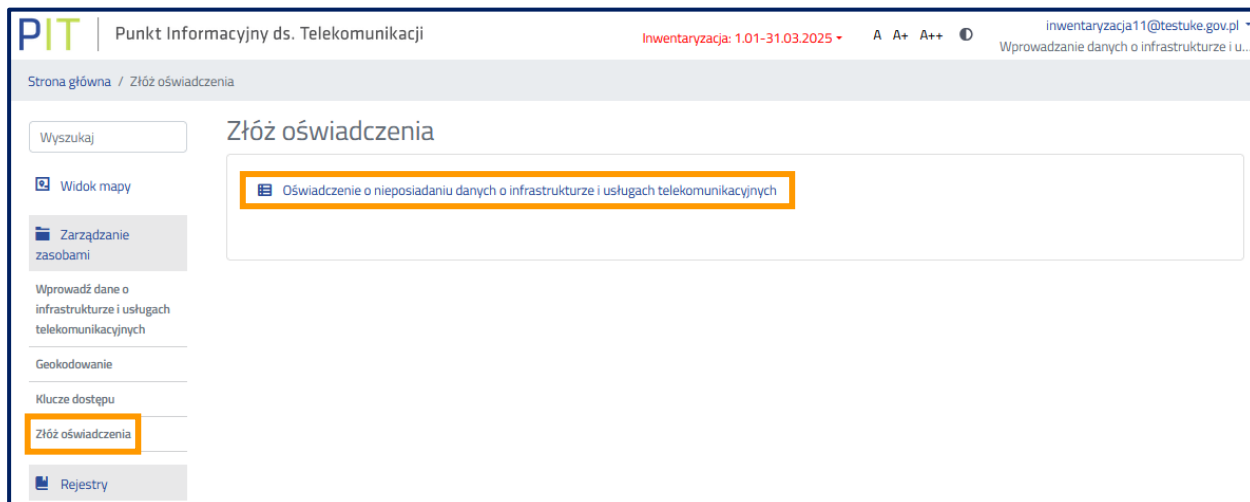 PIT | Punkt Informacyjny ds. Telekomunikacji
Inwentaryzacja: 1.01-31.03.2025
A A+ A++
inwentaryzacja11@testuke.gov.pl
Wprowadzanie danych o infrastrukturze i u...
Strona główna / Złóż oświadczenia
Wyszukaj
Widok mapy
Zarządzanie
zasobami
Wprowadź dane o
infrastrukturze i usługach
telekomunikacyjnych
Geokodowanie
Klucze dostępu
Złóż oświadczenia
Rejestry
Złóż oświadczenia
Oświadczenie o nieposiadaniu danych o infrastrukturze i usługach telekomunikacyjnych